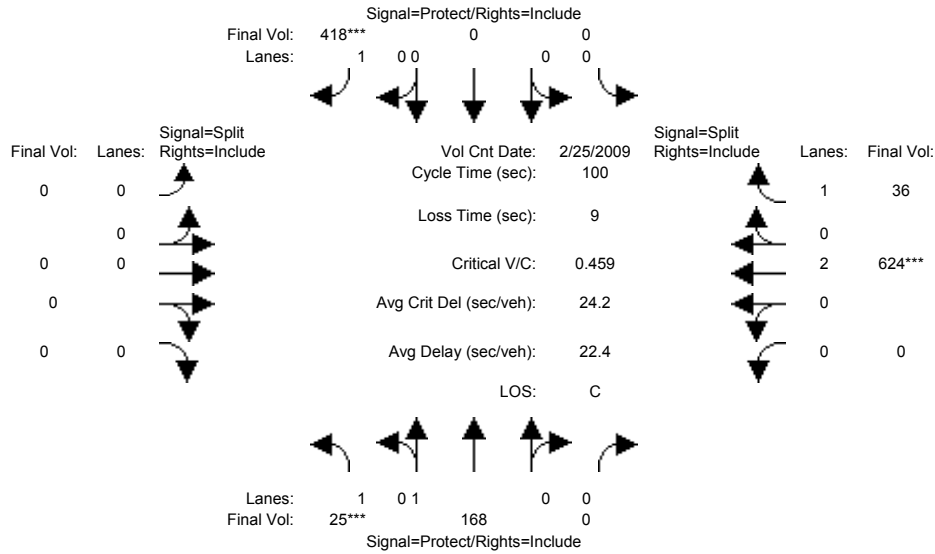 Signal=Protect/Rights=Include
Final Vol: 418*** 0 0
Lanes: 1 0 0 0 0
Signal=Split Signal=Split
Final Vol: Lanes: Rights=Include Vol Cnt Date: 2/25/2009 Rights=Include Lanes: Final Vol:
Cycle Time (sec): 100
0 0 1 36
Loss Time (sec): 9
0 0
0 0 Critical V/C: 0.459 2 624***
0 Avg Crit Del (sec/veh): 24.2 0
0 0 Avg Delay (sec/veh): 22.4 0 0
LOS: C
Lanes: 1 0 1 0 0
Final Vol: 25*** 168 0
Signal=Protect/Rights=Include